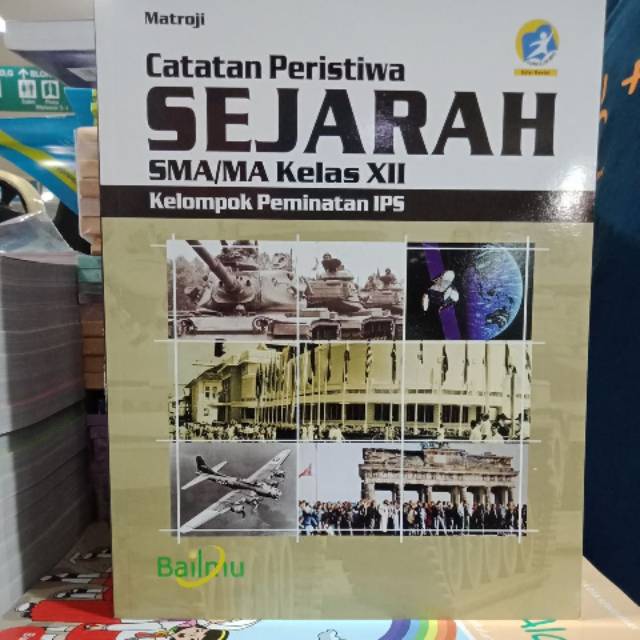 Matroji
Catatan Peristiwa
SEJARAH
SMA/MA Kelas XII
Kelompok Peminatan IPS
Bailmu